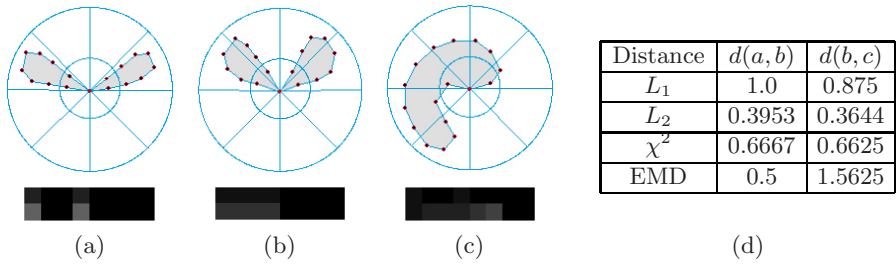 Distance d(a, b) d(b, c)
L₁ 1.0 0.875
L₂ 0.3953 0.3644
χ² 0.6667 0.6625
EMD 0.5 1.5625
(a) (b) (c) (d)